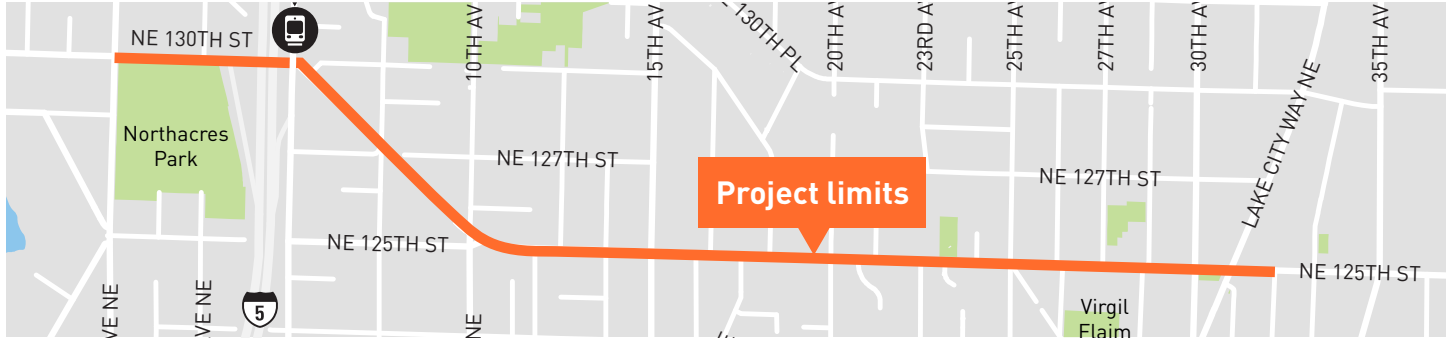 NE 130TH ST
NE 130TH PL
10TH AV
15TH AV
20TH AV
23RD AV
25TH AV
27TH AV
30TH AV
35TH AV
LAKE CITY WAY NE
Northacres
Park
NE 127TH ST
NE 127TH ST
Project limits
NE 125TH ST
NE 125TH ST
5
Virgil
Flaim
VE NE
VE NE
NE